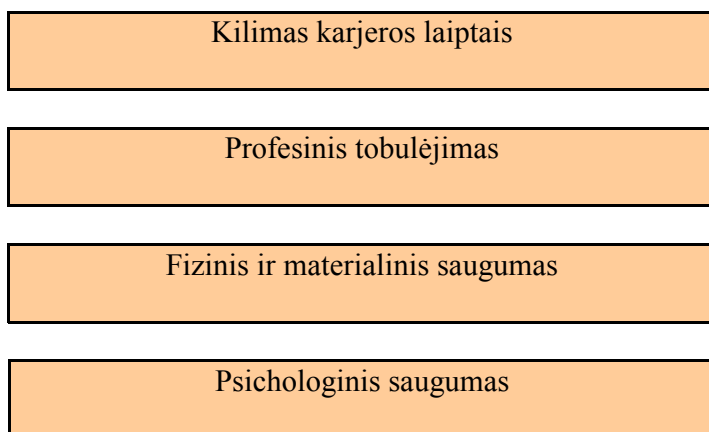 Kilimas karjeros laiptais
Profesinis tobulėjimas
Fizinis ir materialinis saugumas
Psichologinis saugumas